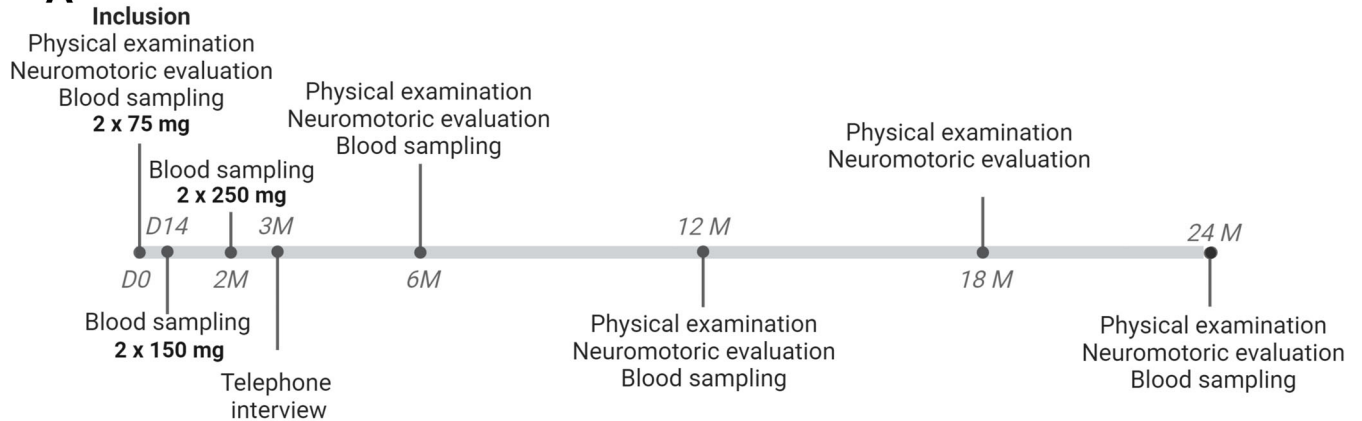 Inclusion
Physical examination
Neuromotoric evaluation
Blood sampling
2 x 75 mg
Physical examination
Neuromotoric evaluation
Blood sampling
Physical examination
Neuromotoric evaluation
Blood sampling
2 x 250 mg
D14
3M
12 M
24 M
D0
2M
6M
18 M
Blood sampling
2 x 150 mg
Telephone
interview
Physical examination
Neuromotoric evaluation
Blood sampling
Physical examination
Neuromotoric evaluation
Blood sampling